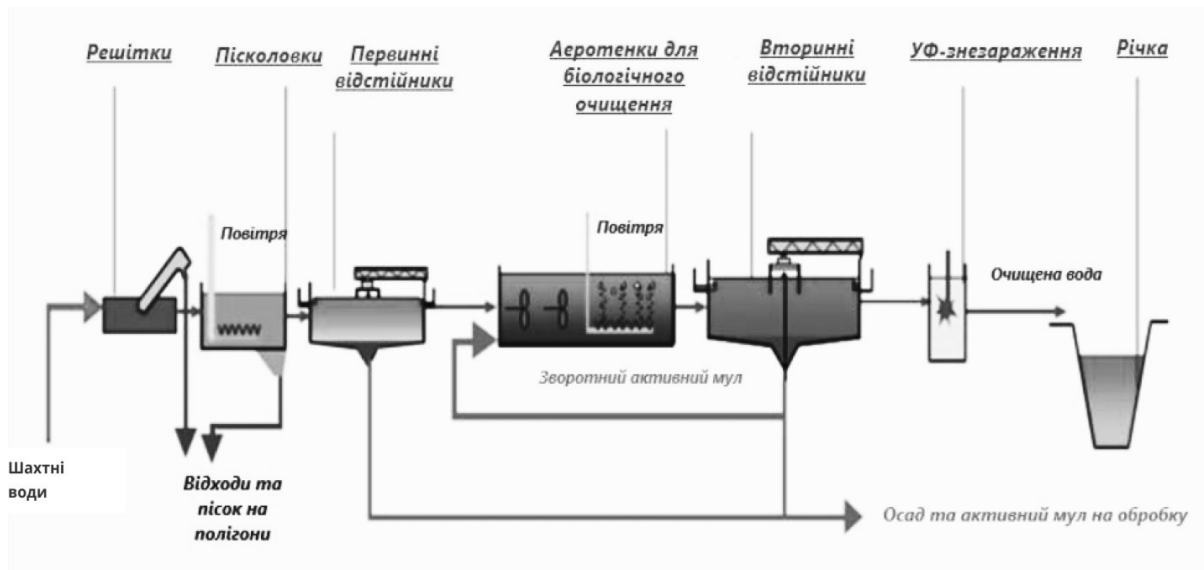 Решітки
Пісколовки
Первинні
відстійники
Аеротенки для
біологічного
очищення
Вторинні
відстійники
УФ-знезараження
Річка
Повітря
Повітря
Очищена вода
Зворотний активний мул
Шахтні
води
Відходи та
пісок на
полігони
Осад та активний мул на обробку